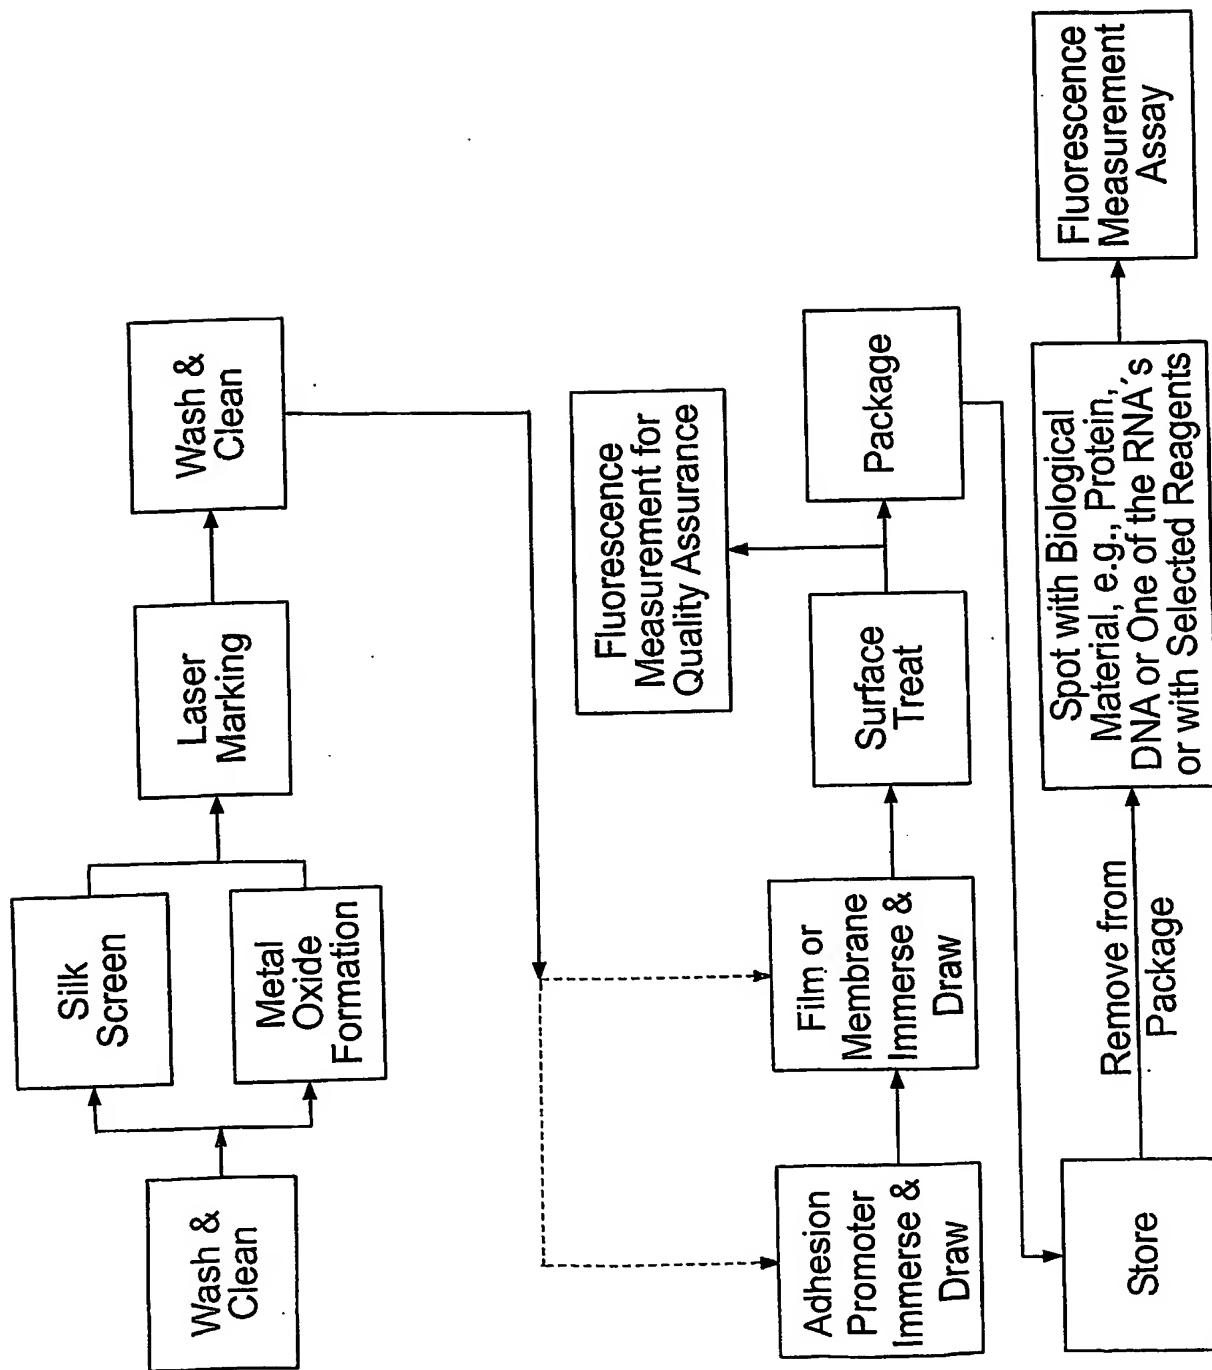 Wash &
Clean
Silk
Screen
Metal
Oxide
Formation
Laser
Marking
Wash &
Clean
Adhesion
Promoter
Immerse &
Draw
Film or
Membrane
Immerse &
Draw
Surface
Treat
Fluorescence
Measurement for
Quality Assurance
Package
Store
Remove from
Package
Spot with Biological
Material, e.g., Protein,
DNA or One of the RNA´s
or with Selected Reagents
Fluorescence
Measurement
Assay